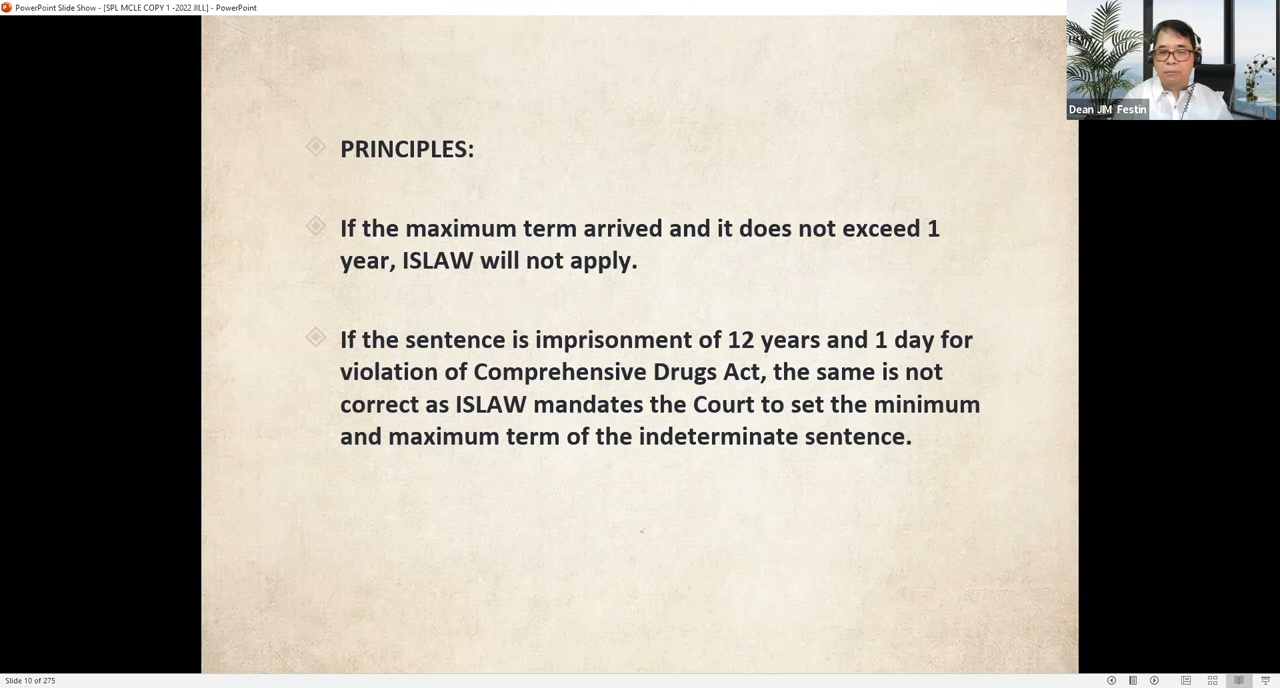 PowerPoint Slide Show - [SPL MCLE COPY 1 -2022 JILL] - PowerPoint
Dean JIM Festin
PRINCIPLES:
If the maximum term arrived and it does not exceed 1
year, ISLAW will not apply.
If the sentence is imprisonment of 12 years and 1 day for
violation of Comprehensive Drugs Act, the same is not
correct as ISLAW mandates the Court to set the minimum
and maximum term of the indeterminate sentence.
Slide 10 of 275